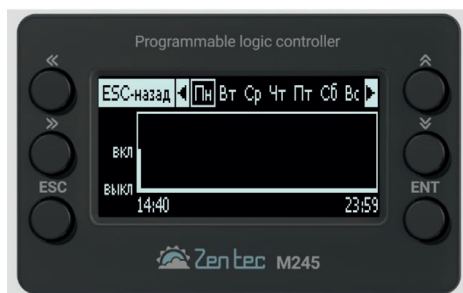 Programmable logic controller
ESC-назад Пн Вт Ср Чт Пт Сб Вс
вкл
выкл
14:40 23:59
ESC
ENT
Zentec M245